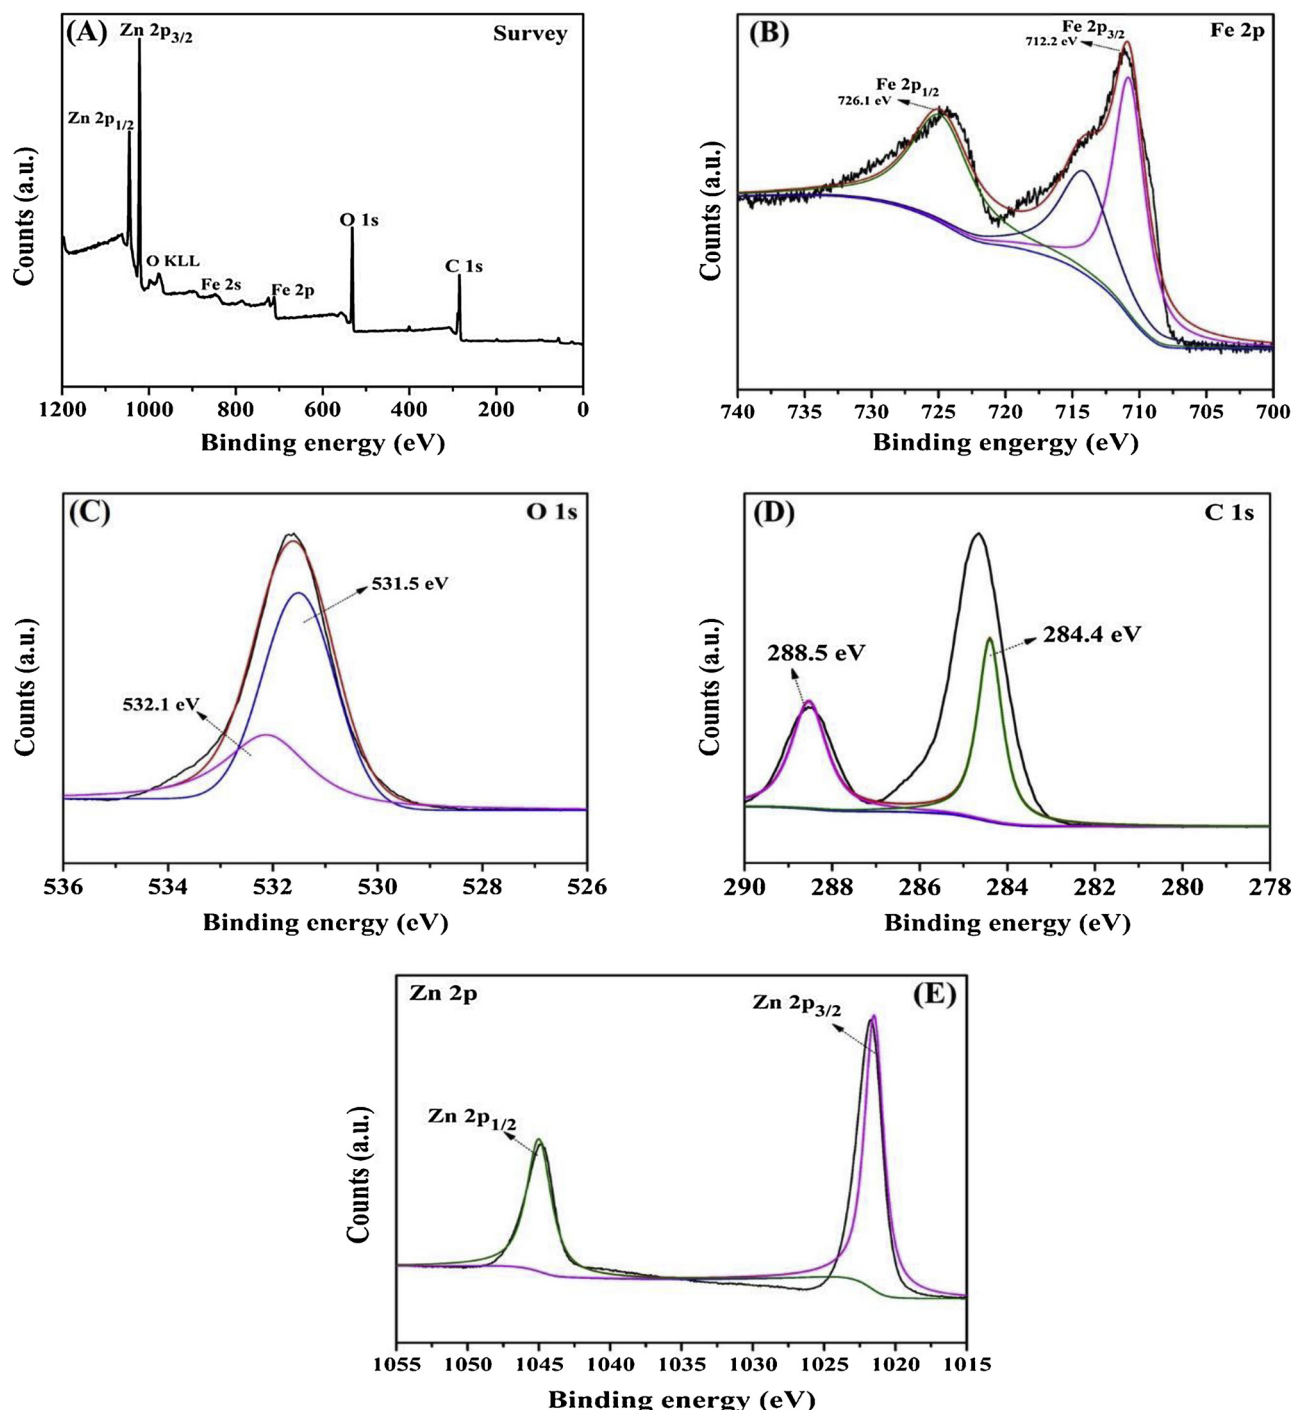 (A)
Survey
Zn 2p3/2
Zn 2p1/2
O KLL
Fe 2s
Fe 2p
O 1s
C 1s
Counts (a.u.)
1200 1000 800 600 400 200 0
Binding energy (eV)
(B)
Fe 2p
Fe 2p3/2
712.2 eV
Fe 2p1/2
726.1 eV
Counts (a.u.)
740 735 730 725 720 715 710 705 700
Binding engergy (eV)
(C)
O 1s
531.5 eV
532.1 eV
Counts (a.u.)
536 534 532 530 528 526
Binding energy (eV)
(D)
C 1s
288.5 eV
284.4 eV
Counts (a.u.)
290 288 286 284 282 280 278
Binding energy (eV)
Zn 2p
(E)
Zn 2p3/2
Zn 2p1/2
Counts (a.u.)
1055 1050 1045 1040 1035 1030 1025 1020 1015
Binding energy (eV)